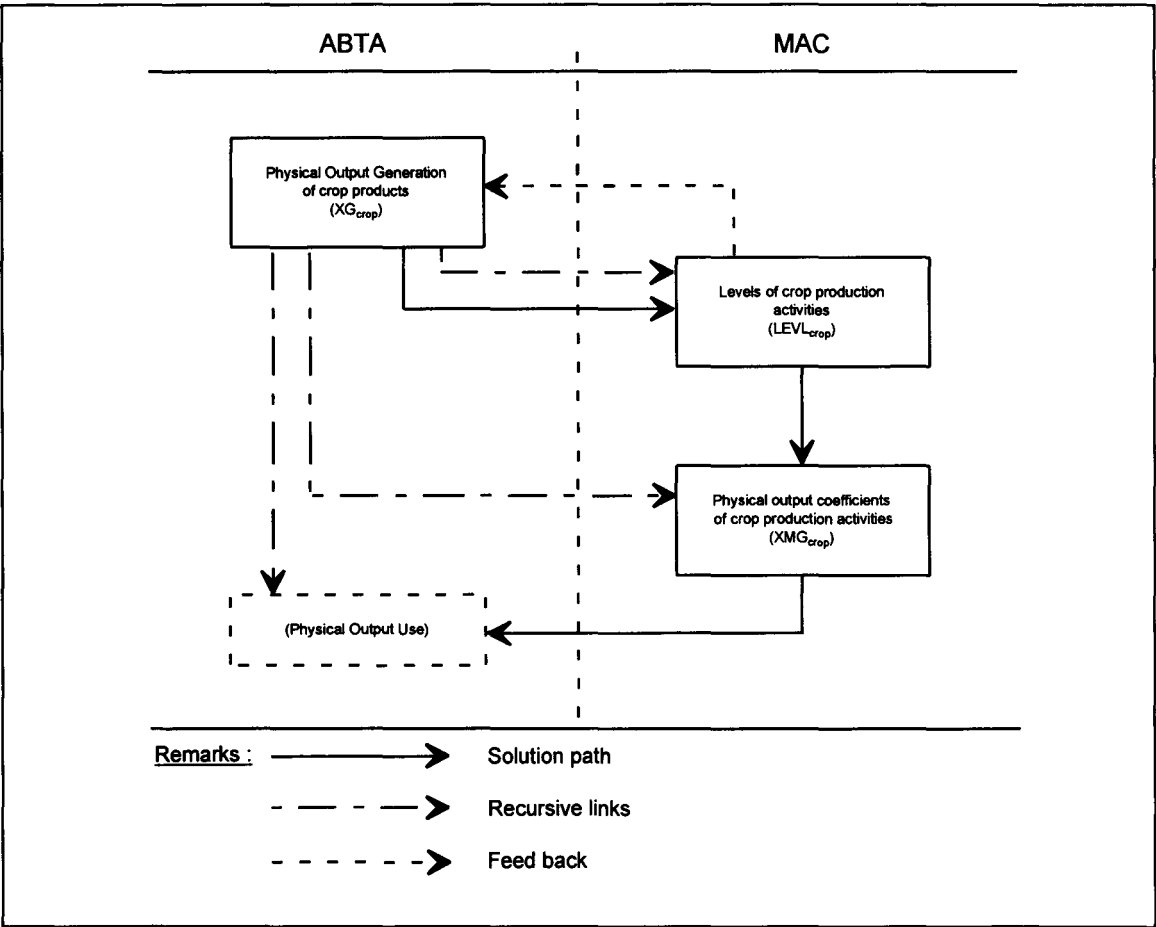 ABTA
MAC
Physical Output Generation
of crop products
(XGcrop)
Levels of crop production
activities
(LEVLcrop)
Physical output coefficients
of crop production activities
(XMGcrop)
(Physical Output Use)
Remarks :
Solution path
Recursive links
Feed back